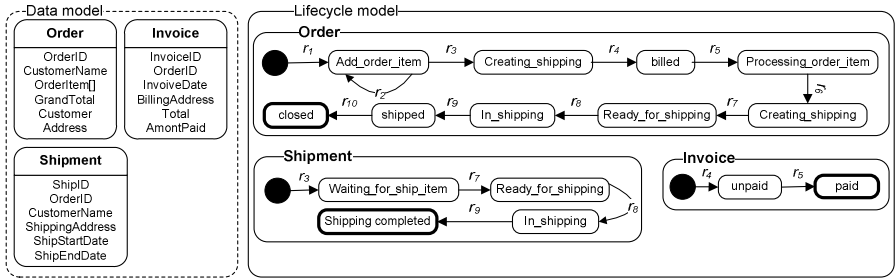 Data model
Order
OrderID
CustomerName
OrderItem[]
GrandTotal
Customer
Address
Invoice
InvoiceID
OrderID
InvoiveDate
BillingAddress
Total
AmontPaid
Shipment
ShipID
OrderID
CustomerName
ShippingAddress
ShipStartDate
ShipEndDate
Lifecycle model
Order
r1 Add_order_item r3 Creating_shipping r4 billed r5 Processing_order_item
r2 r6
closed r10 shipped r9 In_shipping r8 Ready_for_shipping r7 Creating_shipping
Shipment
r3 Waiting_for_ship_item r7 Ready_for_shipping
Shipping completed r9 In_shipping r8
Invoice
r4 unpaid r5 paid